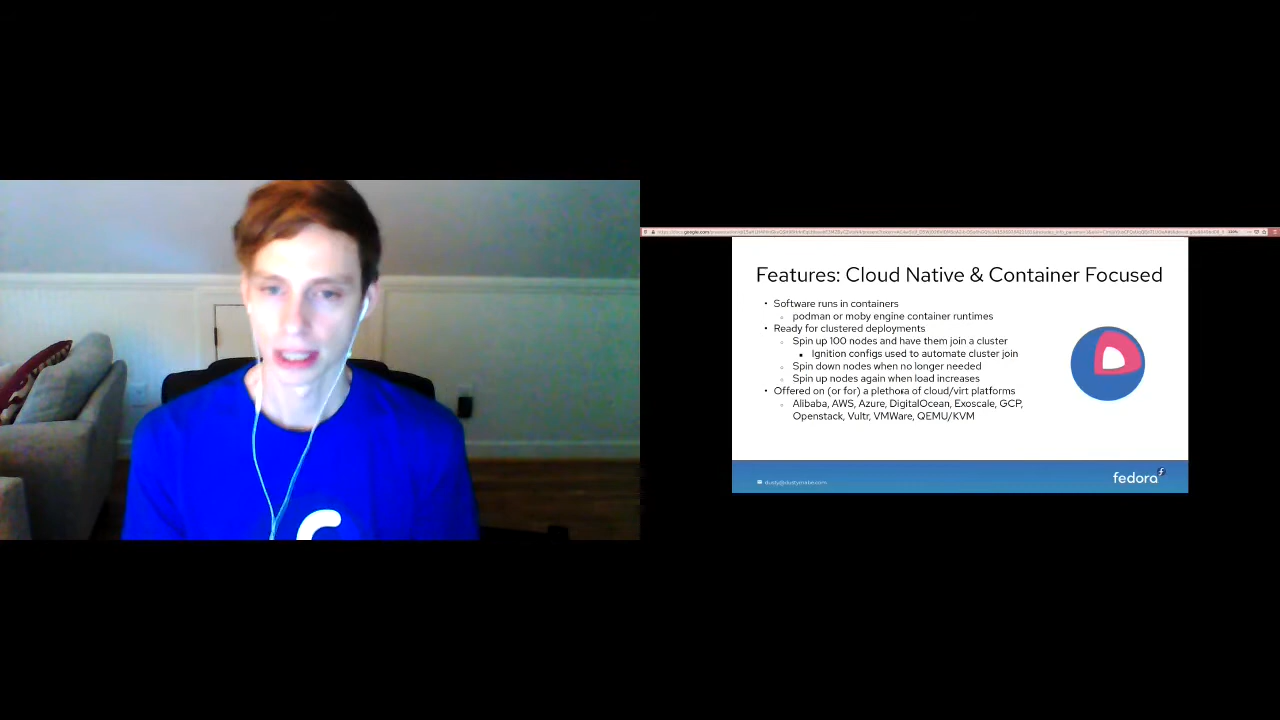 Features: Cloud Native & Container Focused
• Software runs in containers
○ podman or moby engine container runtimes
• Ready for clustered deployments
○ Spin up 100 nodes and have them join a cluster
■ Ignition configs used to automate cluster join
○ Spin down nodes when no longer needed
○ Spin up nodes again when load increases
• Offered on (or for) a plethora of cloud/virt platforms
○ Alibaba, AWS, Azure, DigitalOcean, Exoscale, GCP,
Openstack, Vultr, VMWare, QEMU/KVM
dusty@dustymabe.com
fedora